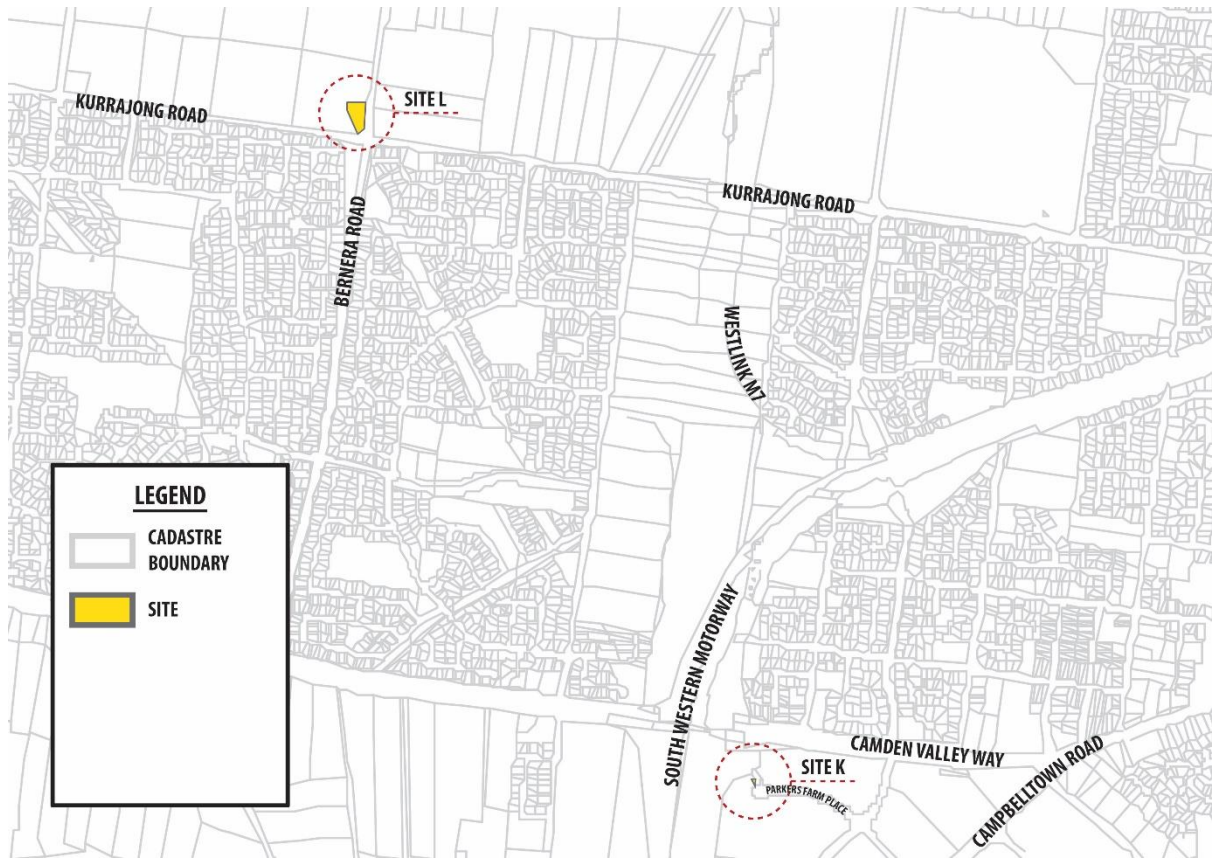 KURRAJONG ROAD
SITE L
KURRAJONG ROAD
BERNERA ROAD
WESTLINK M7
LEGEND
CADASTRE
BOUNDARY
SITE
SOUTH WESTERN MOTORWAY
CAMDEN VALLEY WAY
SITE K
PARKERS FARM PLACE
CAMPBELLTOWN ROAD